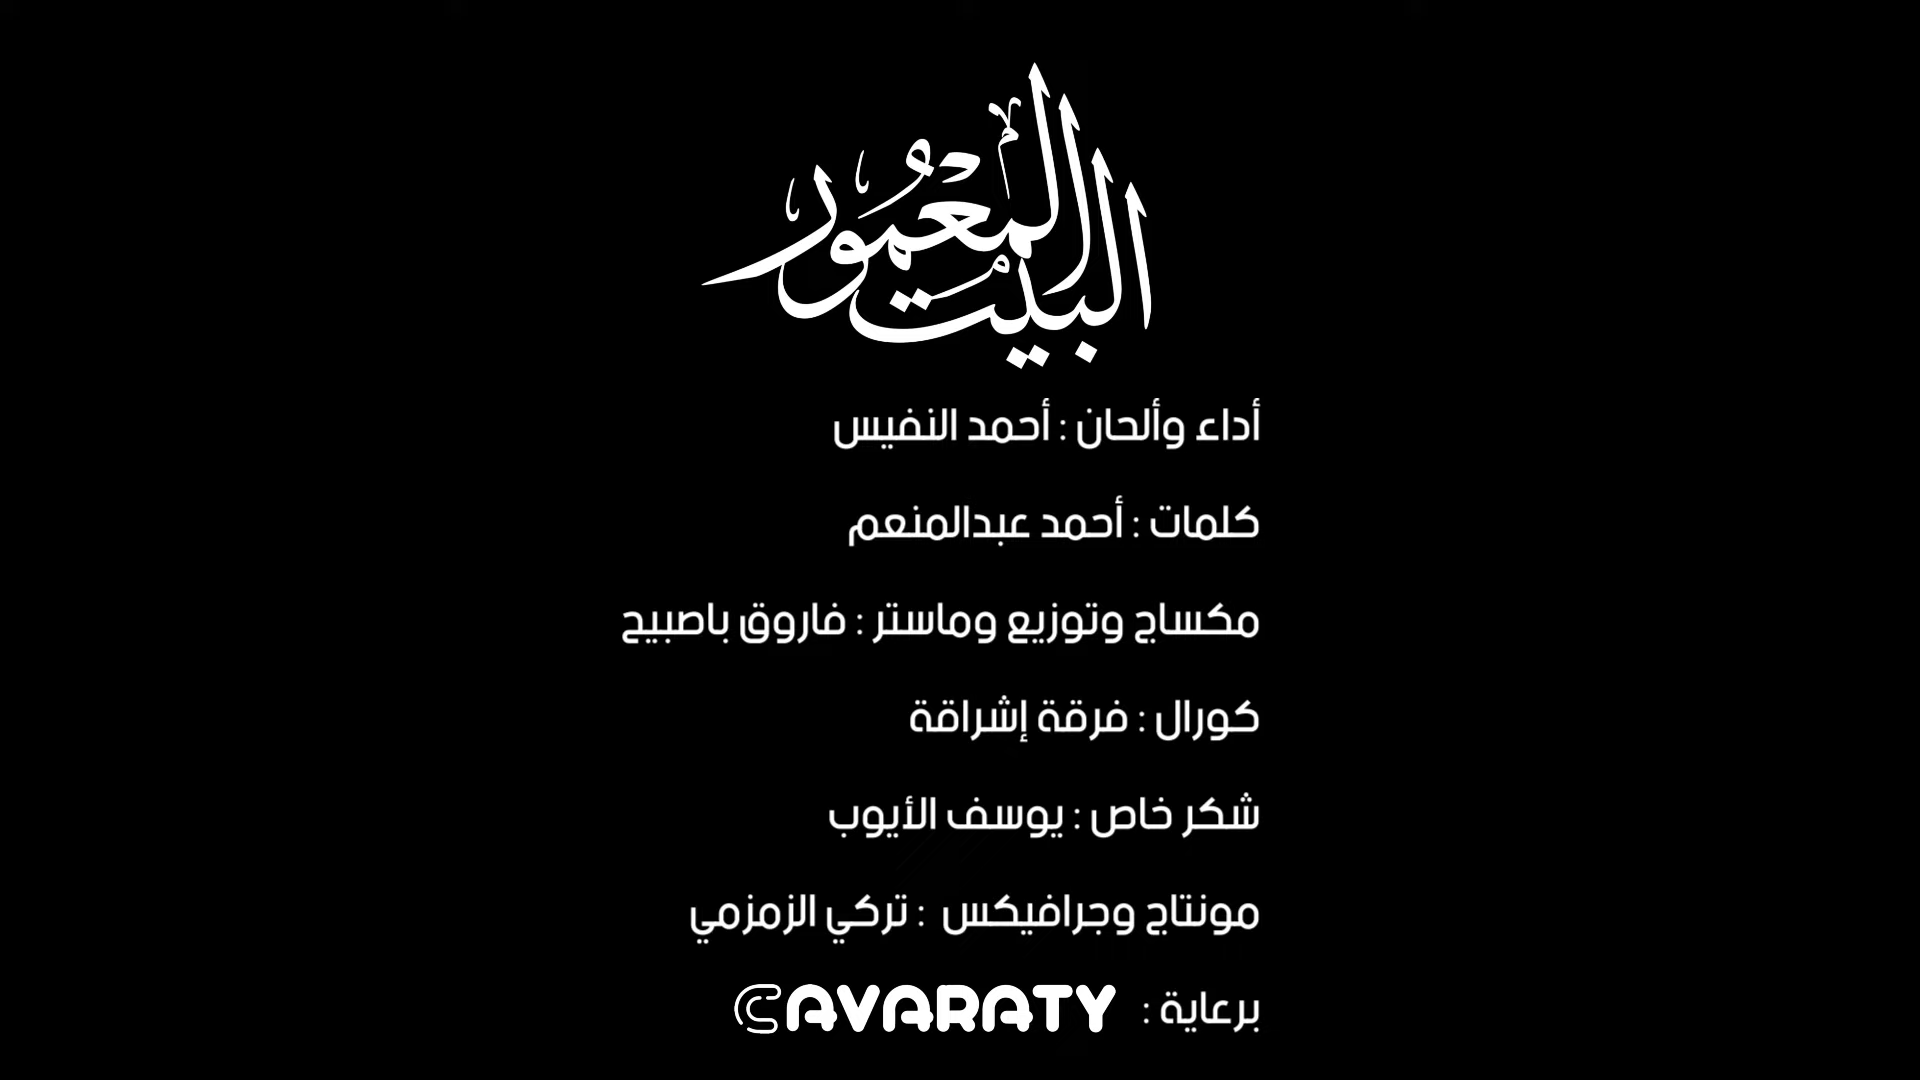 البيت المعمور
أداء وألحان : أحمد النفيس
كلمات : أحمد عبدالمنعم
مكساج وتوزيع وماستر : فاروق باصبيح
كورال : فرقة إشراقة
شكر خاص : يوسف الأيوب
مونتاج وجرافيكس : تركي الزمزمي
برعاية : CAVARATY